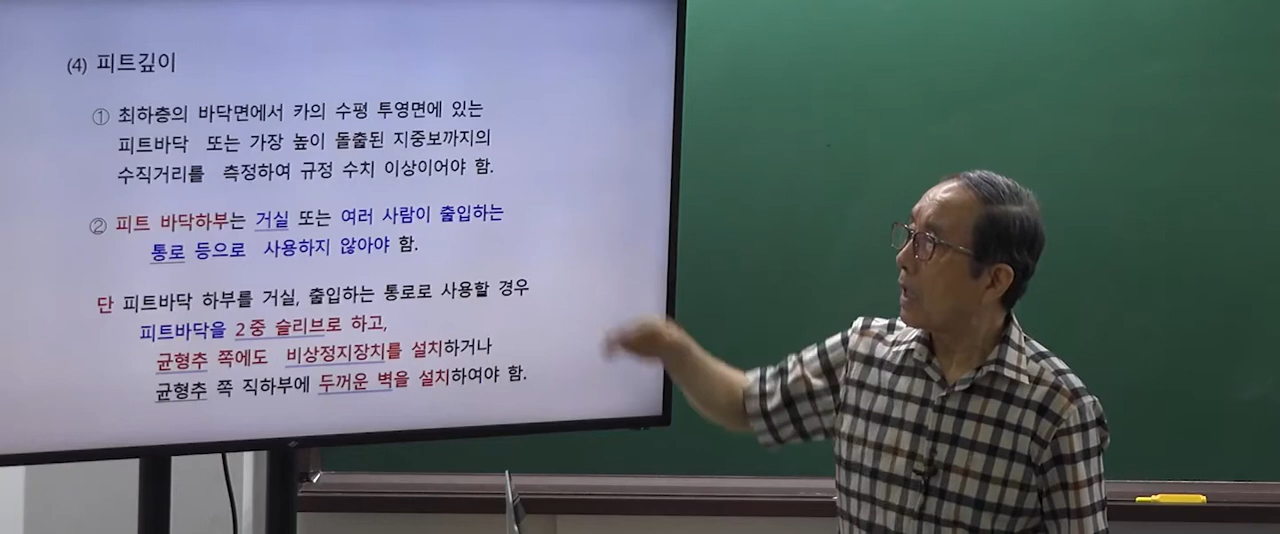 (4) 피트깊이
① 최하층의 바닥면에서 카의 수평 투영면에 있는
피트바닥 또는 가장 높이 돌출된 지중보까지의
수직거리를 측정하여 규정 수치 이상이어야 함.
② 피트 바닥하부는 거실 또는 여러 사람이 출입하는
통로 등으로 사용하지 않아야 함.
단 피트바닥 하부를 거실, 출입하는 통로로 사용할 경우
피트바닥을 2중 슬리브로 하고,
균형추 쪽에도 비상정지장치를 설치하거나
균형추 쪽 직하부에 두꺼운 벽을 설치하여야 함.